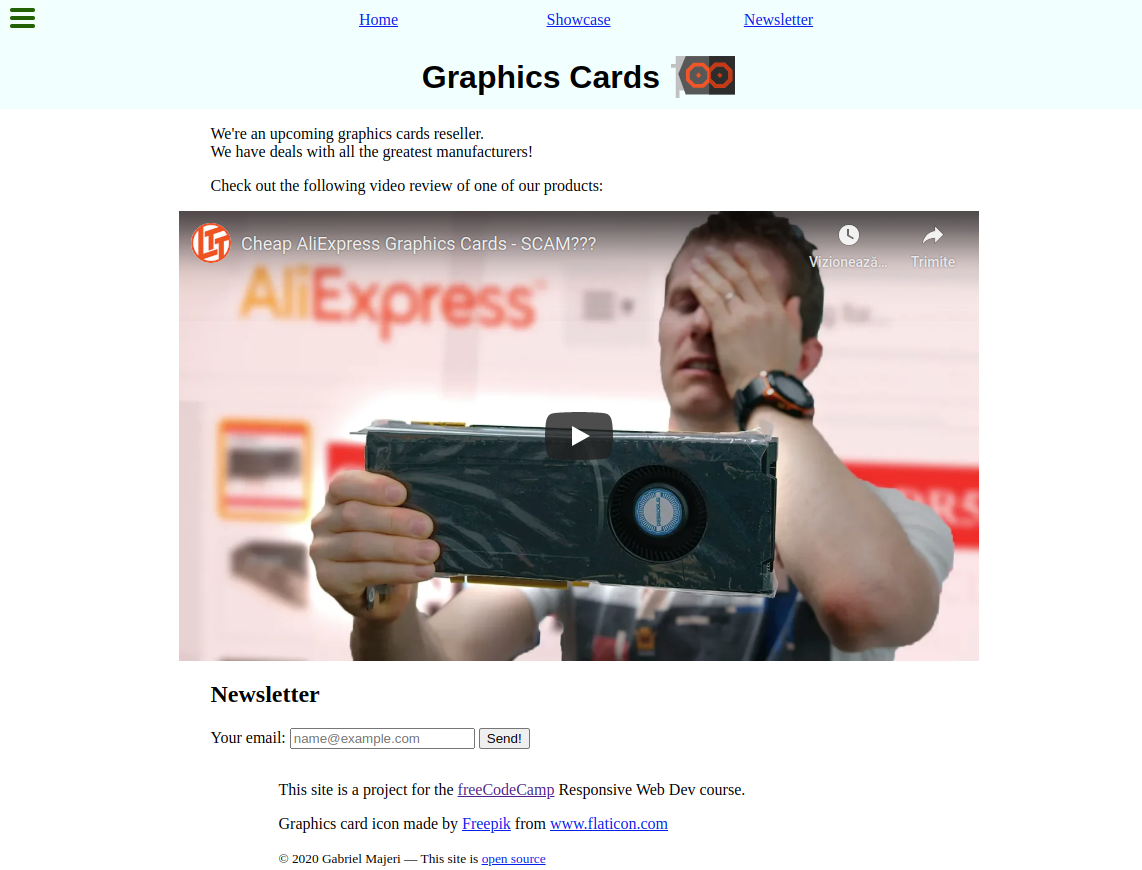 Home Showcase Newsletter
Graphics Cards
We're an upcoming graphics cards reseller.
We have deals with all the greatest manufacturers!
Check out the following video review of one of our products:
Cheap AliExpress Graphics Cards - SCAM???
Vizionează... Trimite
AliExpress
Newsletter
Your email: name@example.com Send!
This site is a project for the freeCodeCamp Responsive Web Dev course.
Graphics card icon made by Freepik from www.flaticon.com
© 2020 Gabriel Majeri — This site is open source